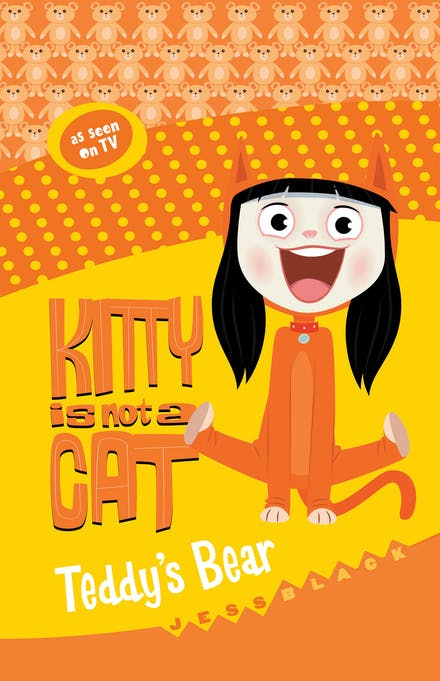 as seen
on TV
KITTY
is not a
CAT
Teddy's Bear
JESS BLACK